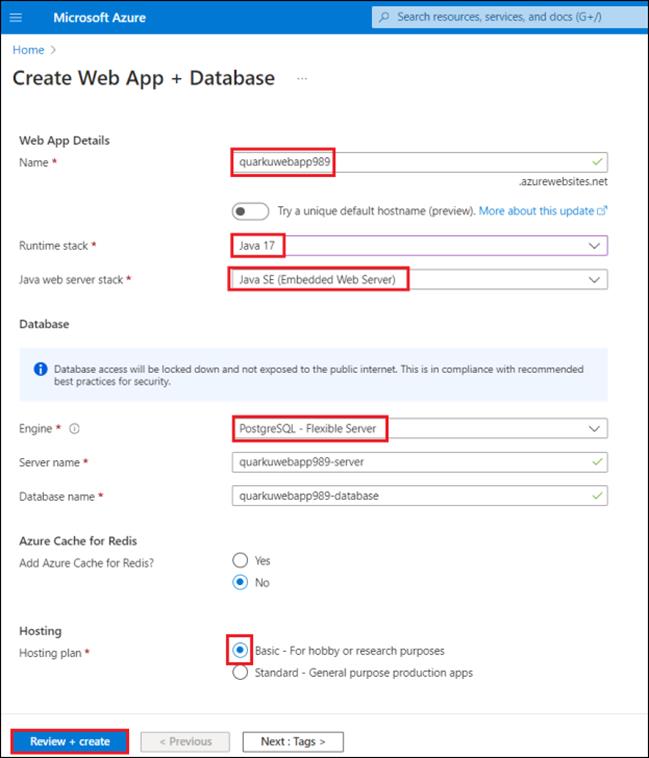 Microsoft Azure
Search resources, services, and docs (G+/)
Home >
Create Web App + Database ...
Web App Details
Name *
quarkuwebapp989
.azurewebsites.net
Try a unique default hostname (preview). More about this update
Runtime stack *
Java 17
Java web server stack *
Java SE (Embedded Web Server)
Database
Database access will be locked down and not exposed to the public internet. This is in compliance with recommended
best practices for security.
Engine *
PostgreSQL - Flexible Server
Server name *
quarkuwebapp989-server
Database name *
quarkuwebapp989-database
Azure Cache for Redis
Add Azure Cache for Redis?
Yes
No
Hosting
Hosting plan *
Basic - For hobby or research purposes
Standard - General purpose production apps
Review + create
< Previous
Next : Tags >